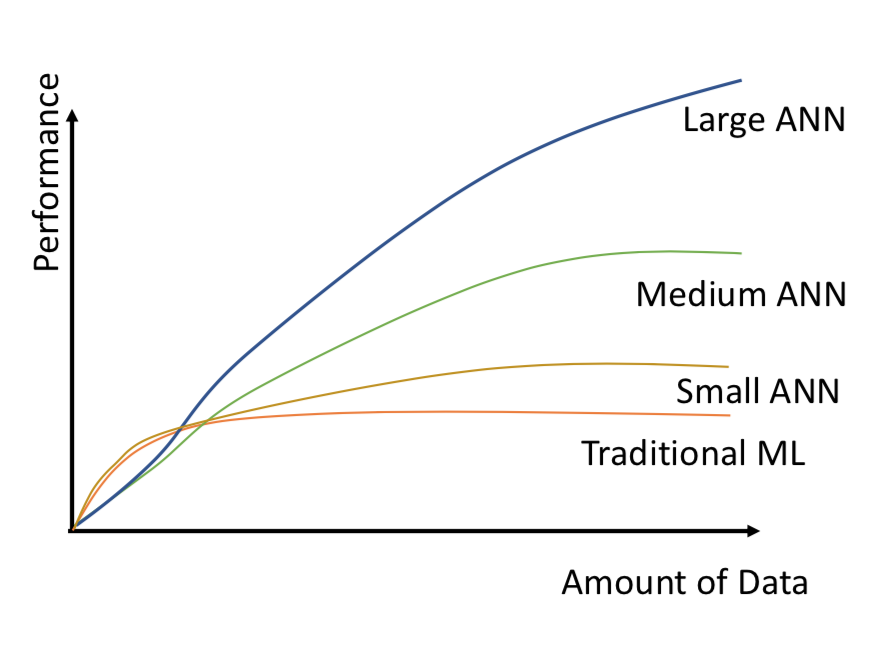 Performance
Large ANN
Medium ANN
Small ANN
Traditional ML
Amount of Data